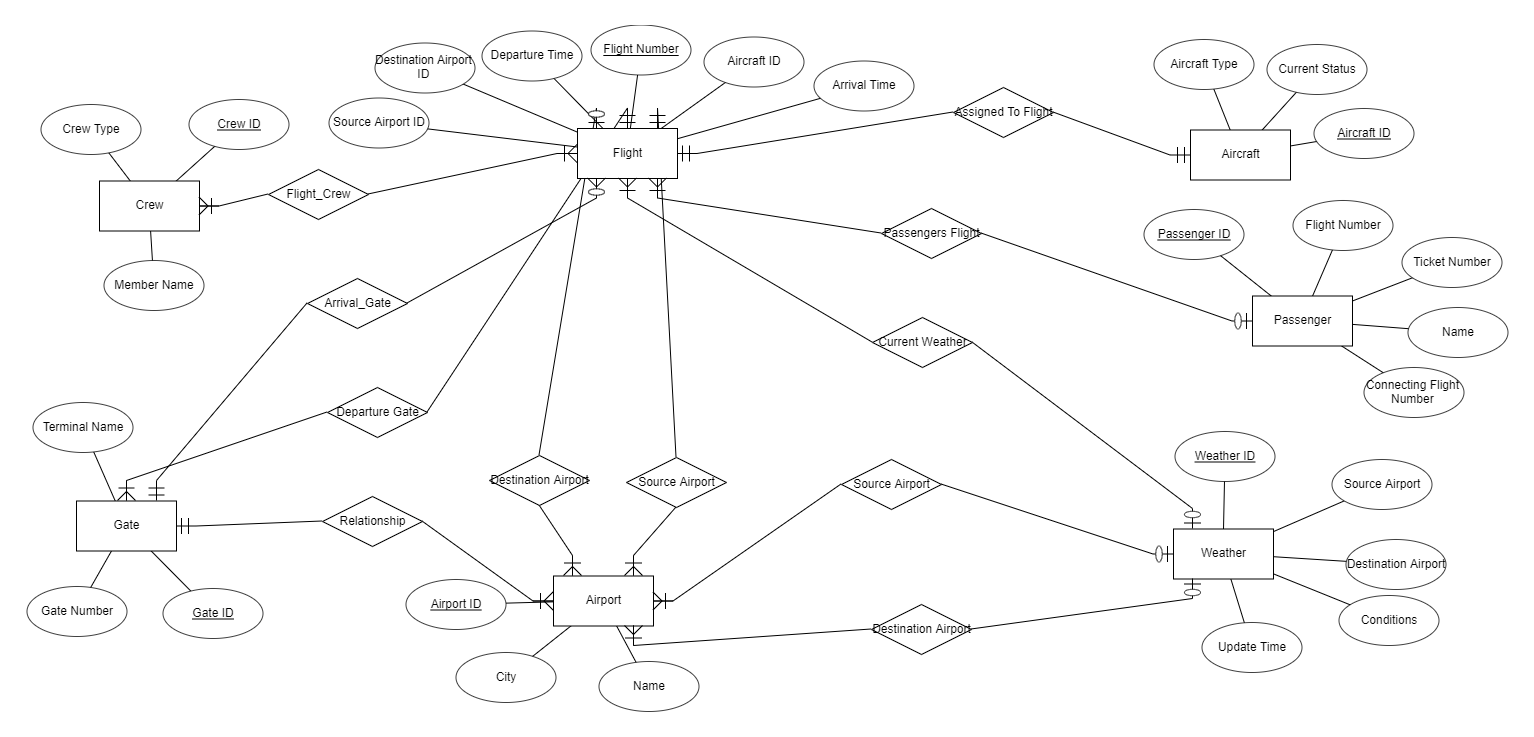 Flight Number
Departure Time
Destination Airport
ID
Aircraft ID
Aircraft Type
Current Status
Arrival Time
Assigned To Flight
Source Airport ID
Crew ID
Crew Type
Aircraft ID
Flight
Aircraft
Flight_Crew
Crew
Passengers Flight
Passenger ID
Flight Number
Ticket Number
Member Name
Arrival_Gate
Passenger
Name
Current Weather
Connecting Flight
Number
Departure Gate
Terminal Name
Weather ID
Destination Airport
Source Airport
Source Airport
Source Airport
Relationship
Gate
Weather
Destination Airport
Airport ID
Airport
Gate Number
Gate ID
Conditions
Destination Airport
Update Time
City
Name